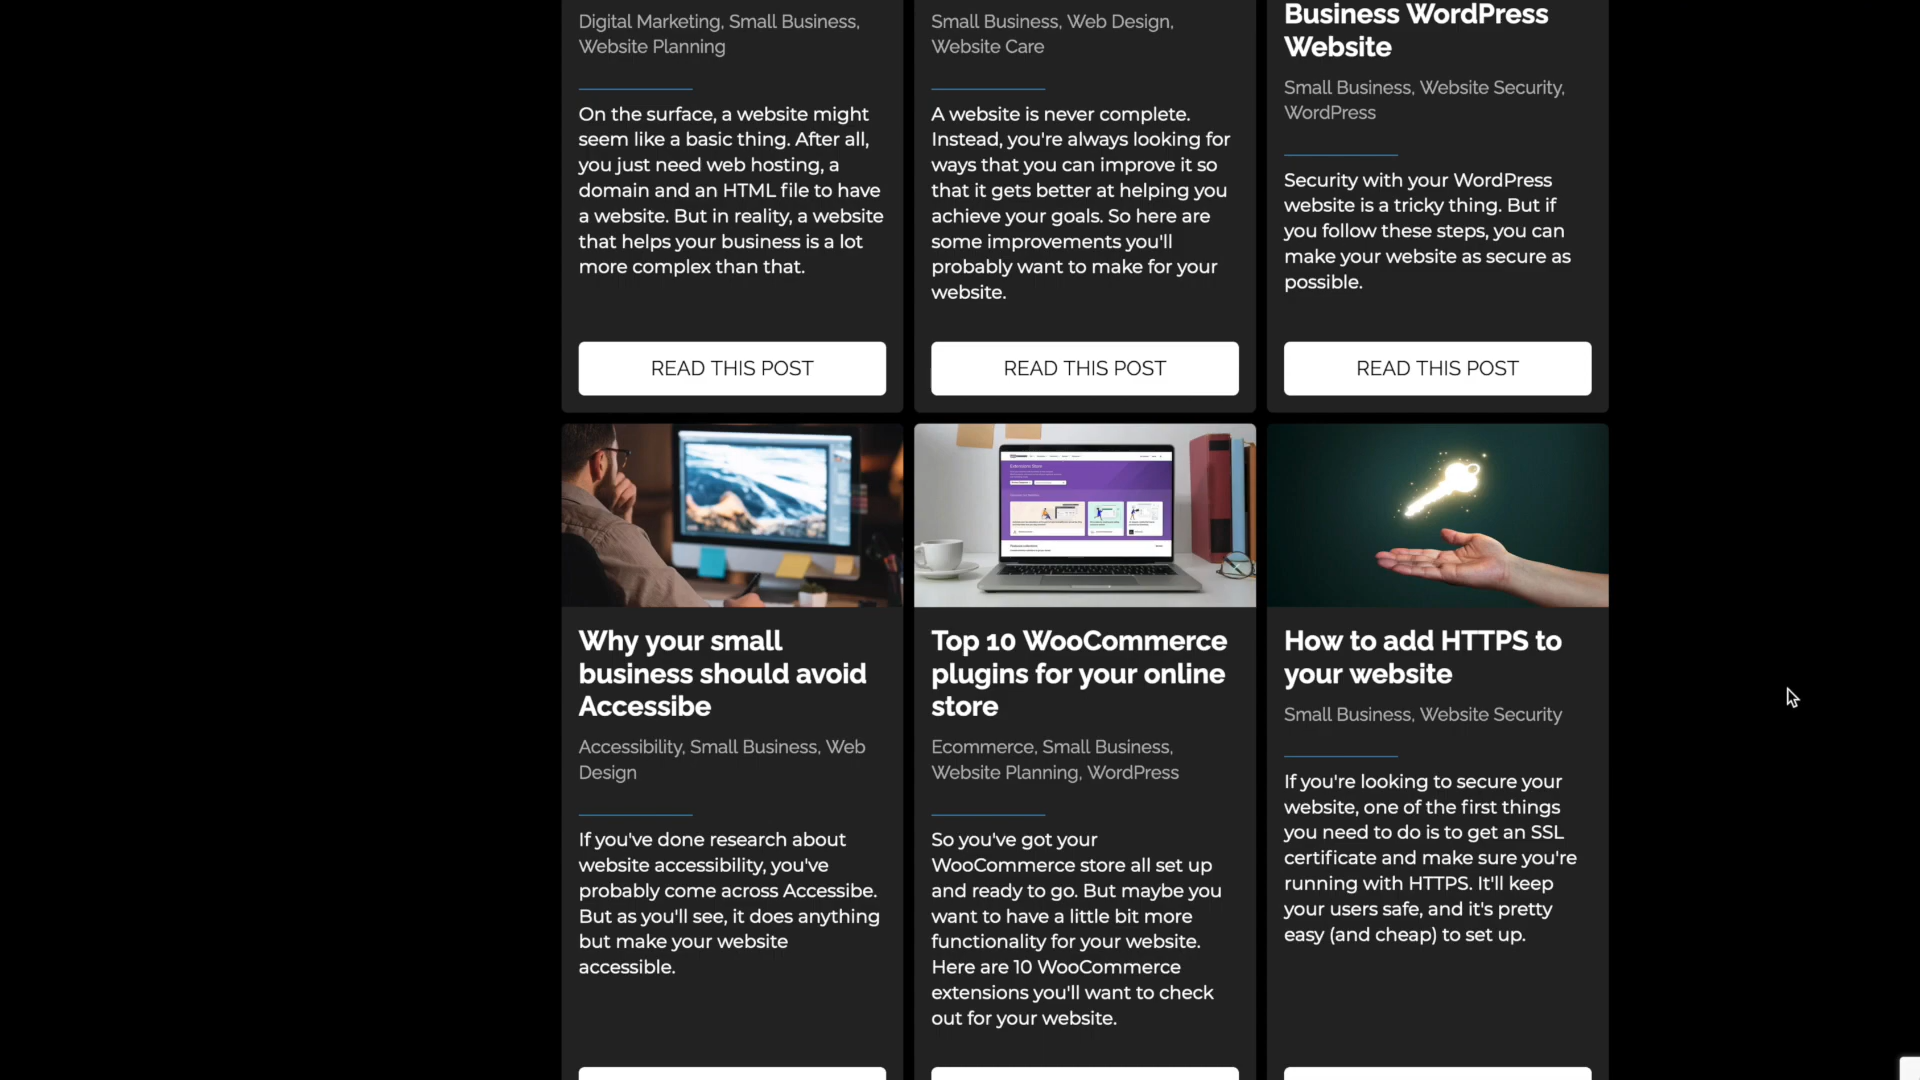 Digital Marketing, Small Business,
Website Planning
On the surface, a website might
seem like a basic thing. After all,
you just need web hosting, a
domain and an HTML file to have
a website. But in reality, a website
that helps your business is a lot
more complex than that.
READ THIS POST
Small Business, Web Design,
Website Care
A website is never complete.
Instead, you're always looking for
ways that you can improve it so
that it gets better at helping you
achieve your goals. So here are
some improvements you'll
probably want to make for your
website.
READ THIS POST
Business WordPress
Website
Small Business, Website Security,
WordPress
Security with your WordPress
website is a tricky thing. But if
you follow these steps, you can
make your website as secure as
possible.
READ THIS POST
Why your small
business should avoid
Accessibe
Accessibility, Small Business, Web
Design
If you've done research about
website accessibility, you've
probably come across Accessibe.
But as you'll see, it does anything
but make your website
accessible.
Extensions Store
Top 10 WooCommerce
plugins for your online
store
Ecommerce, Small Business,
Website Planning, WordPress
So you've got your
WooCommerce store all set up
and ready to go. But maybe you
want to have a little bit more
functionality for your website.
Here are 10 WooCommerce
extensions you'll want to check
out for your website.
How to add HTTPS to
your website
Small Business, Website Security
If you're looking to secure your
website, one of the first things
you need to do is to get an SSL
certificate and make sure you're
running with HTTPS. It'll keep
your users safe, and it's pretty
easy (and cheap) to set up.